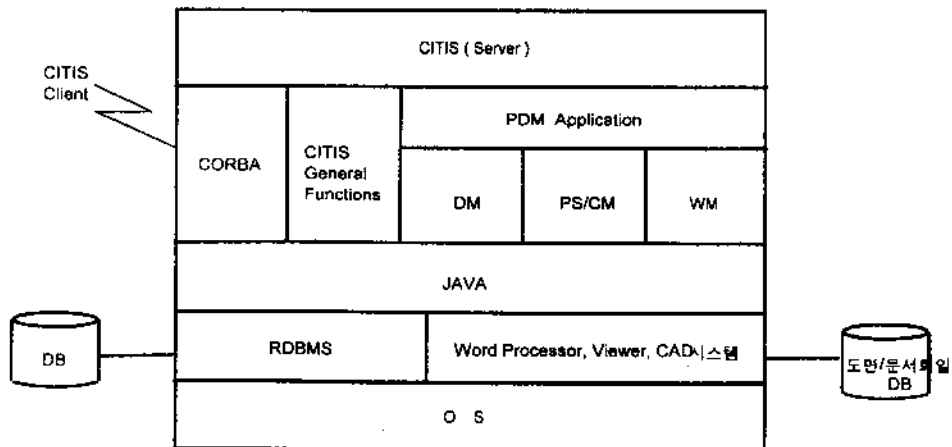 CITIS ( Server )
CITIS
Client
CORBA
CITIS
General
Functions
PDM Application
DM
PS/CM
WM
JAVA
DB
RDBMS
Word Processor, Viewer, CAD시스템
도면/문서화일
DB
O S